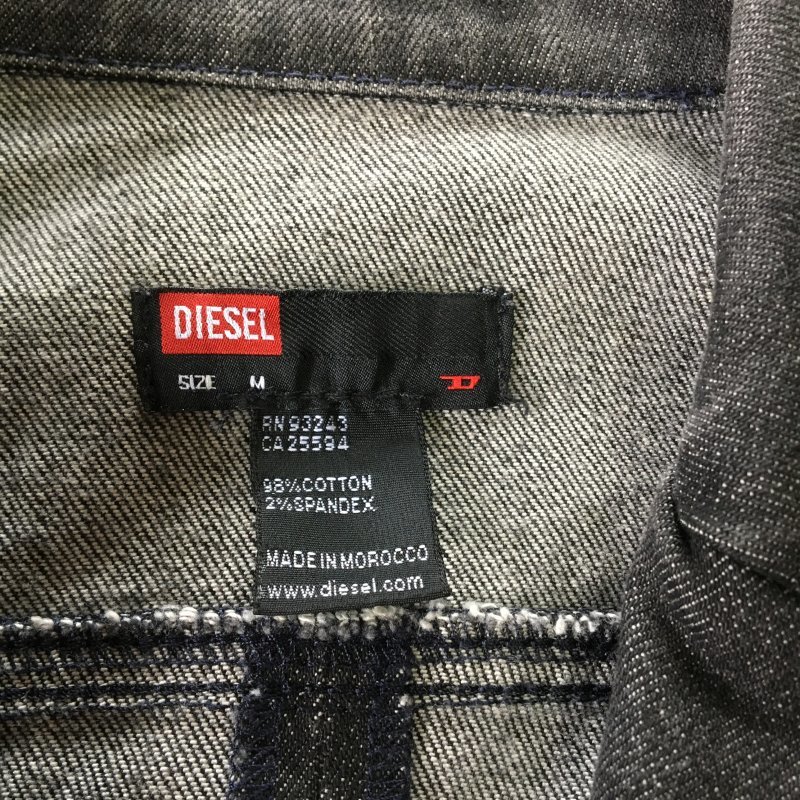 DIESEL
SIZE M D
RN 93243
CA 25594
98% COTTON
2% SPANDEX
MADE IN MOROCCO
www.diesel.com